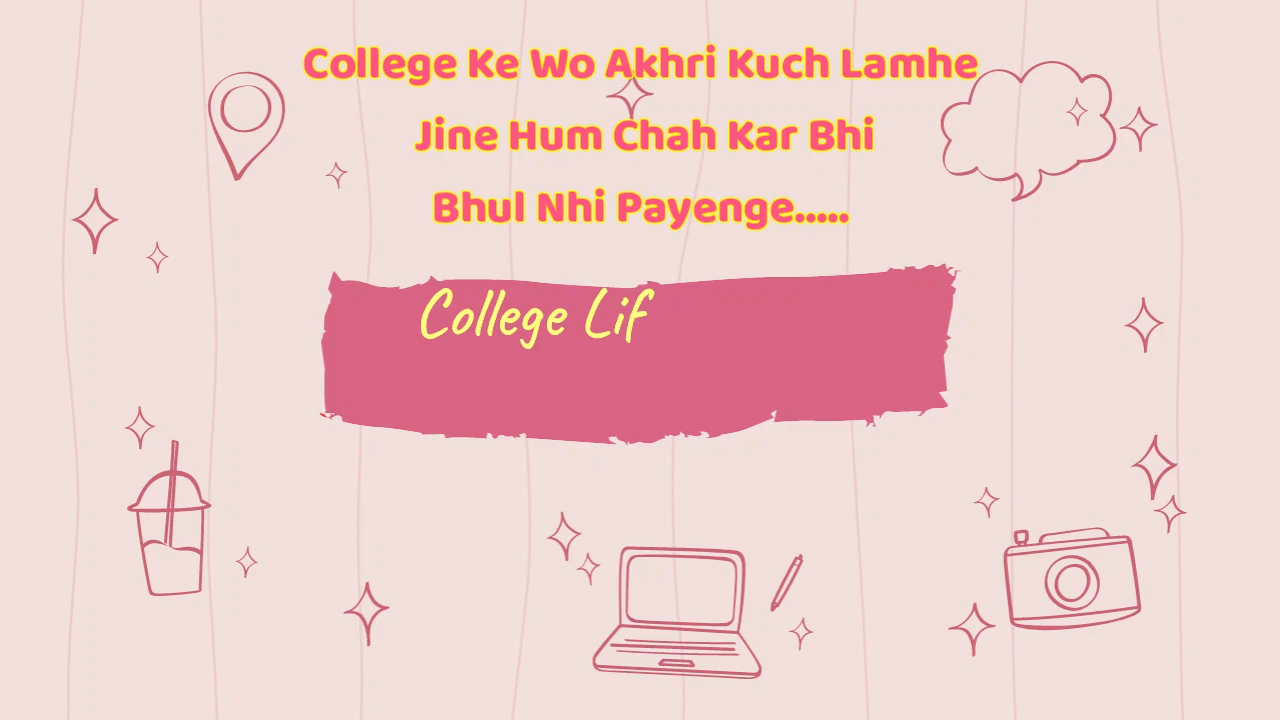 College Ke Wo Akhri Kuch Lamhe
Jine Hum Chah Kar Bhi
Bhul Nhi Payenge.....
College Lif